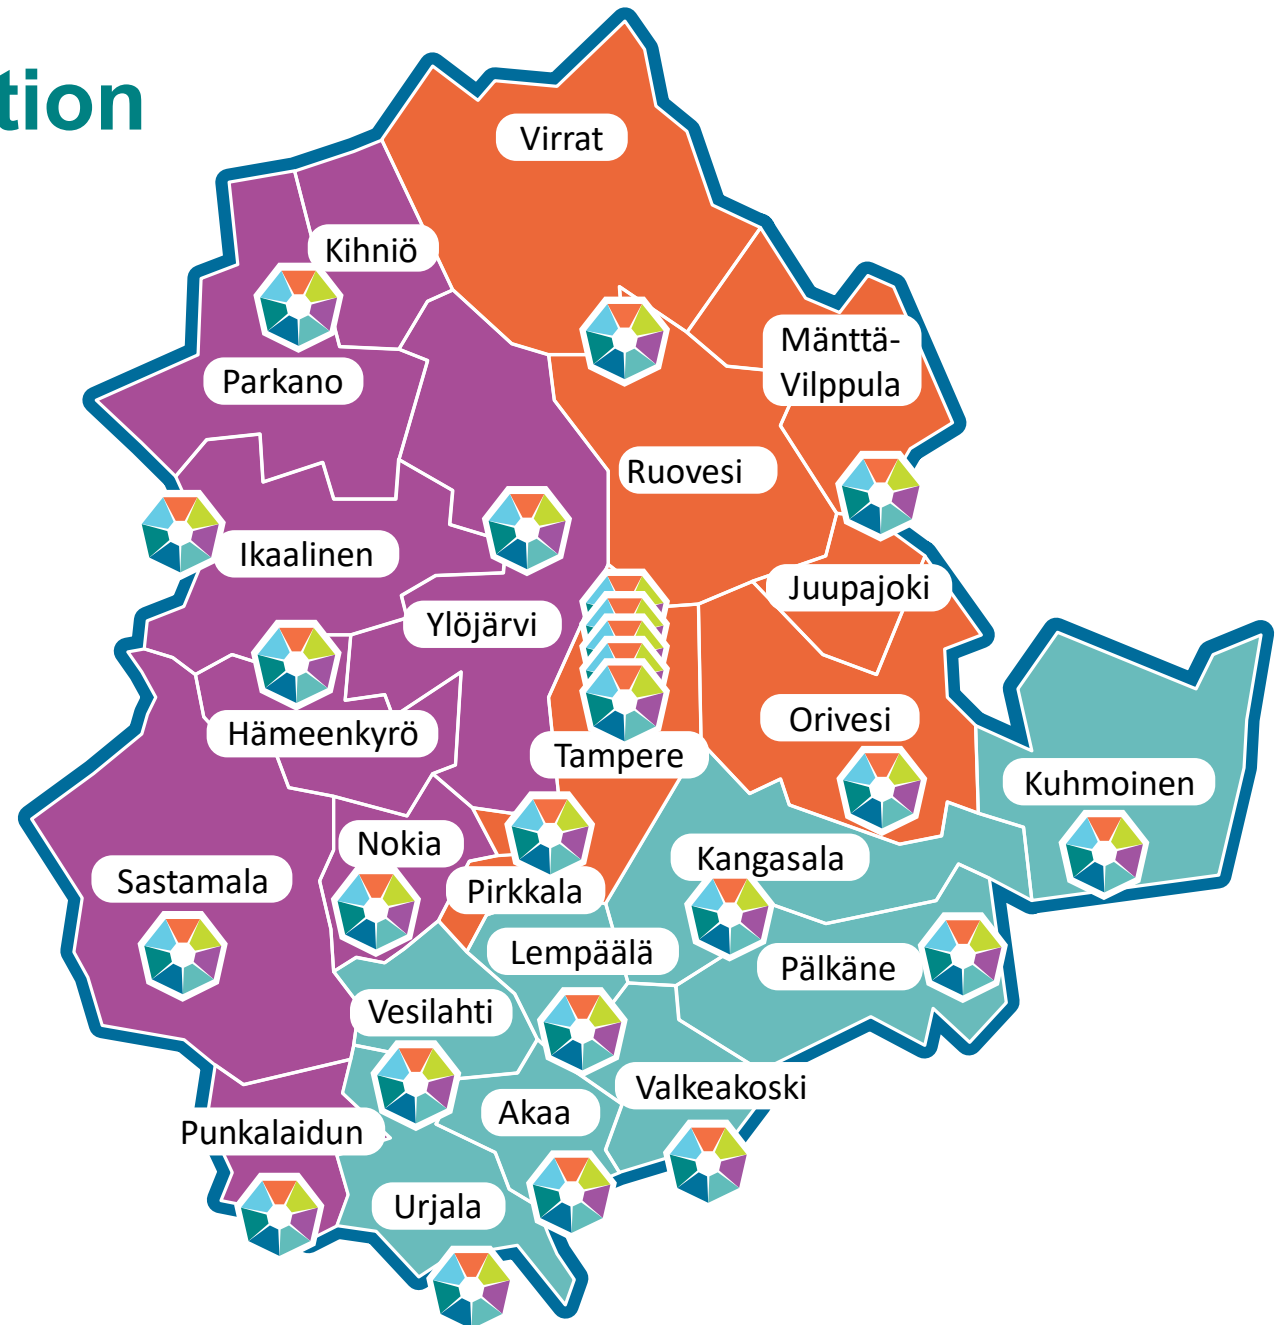 tion
Virrat
Kihniö
Mänttä-
Vilppula
Parkano
Ruovesi
Ikaalinen
Juupajoki
Ylöjärvi
Orivesi
Hämeenkyrö
Tampere
Kuhmoinen
Nokia
Kangasala
Sastamala
Pirkkala
Lempäälä
Pälkäne
Vesilahti
Valkeakoski
Akaa
Punkalaidun
Urjala